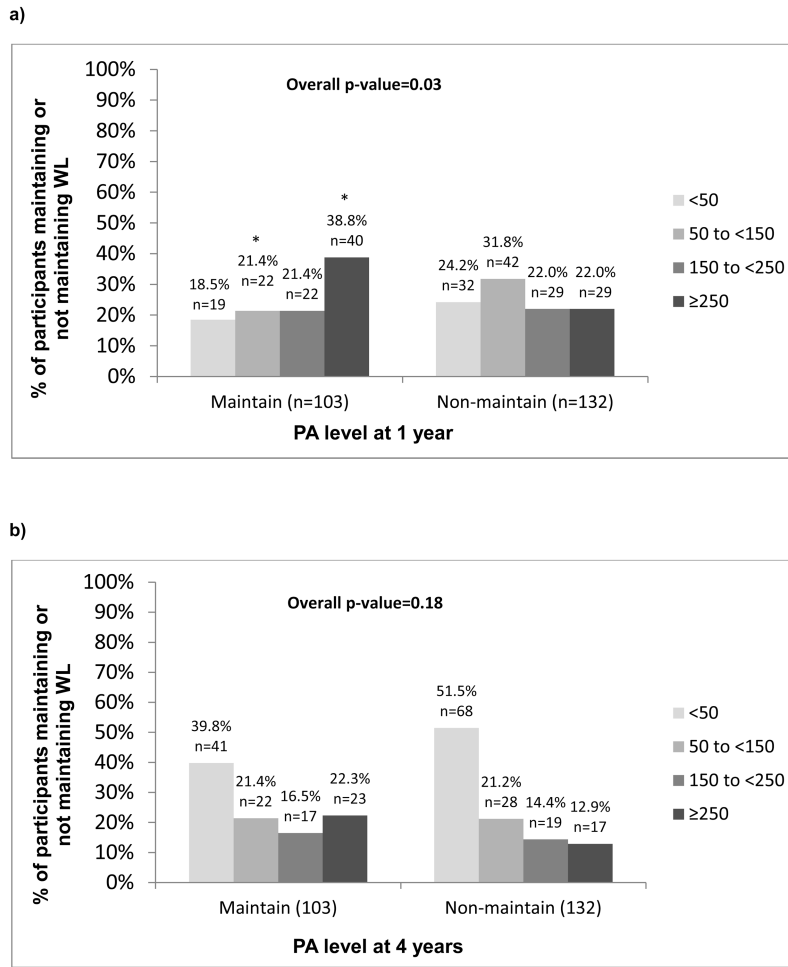 a)
100%
90%
80%
70%
60%
50%
40%
30%
20%
10%
0%
% of participants maintaining or
not maintaining WL
Overall p-value=0.03
18.5%
n=19
*
21.4%
n=22
21.4%
n=22
*
38.8%
n=40
24.2%
n=32
31.8%
n=42
22.0%
n=29
22.0%
n=29
<50
50 to <150
150 to <250
≥250
Maintain (n=103)
Non-maintain (n=132)
PA level at 1 year
b)
100%
90%
80%
70%
60%
50%
40%
30%
20%
10%
0%
% of participants maintaining or
not maintaining WL
Overall p-value=0.18
39.8%
n=41
21.4%
n=22
16.5%
n=17
22.3%
n=23
51.5%
n=68
21.2%
n=28
14.4%
n=19
12.9%
n=17
<50
50 to <150
150 to <250
≥250
Maintain (103)
Non-maintain (132)
PA level at 4 years